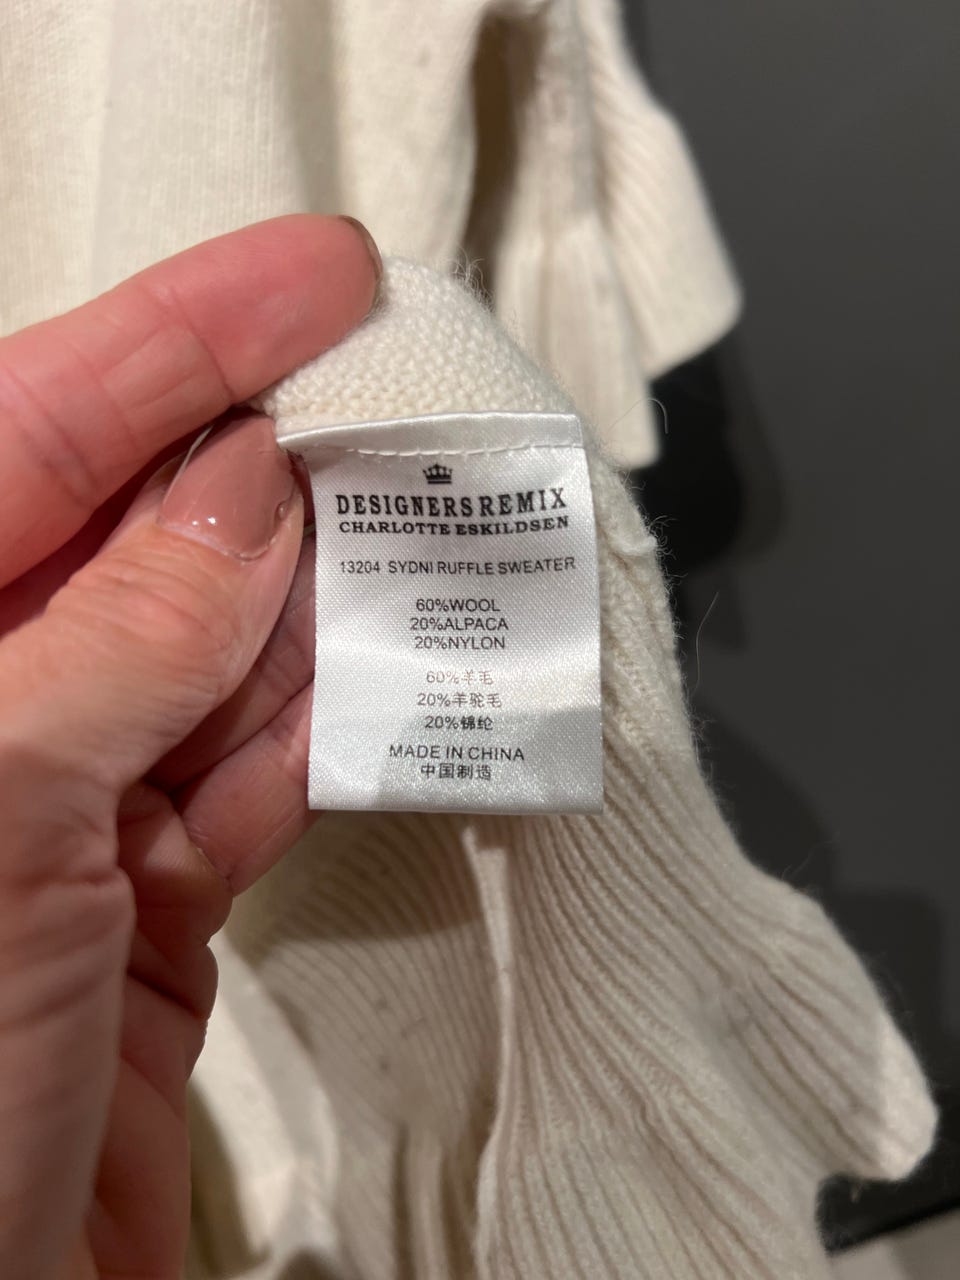 DESIGNERS REMIX
CHARLOTTE ESKILDSEN
13204 SYDNI RUFFLE SWEATER
60%WOOL
20%ALPACA
20%NYLON
60%羊毛
20%羊驼毛
20%锦纶
MADE IN CHINA
中国制造